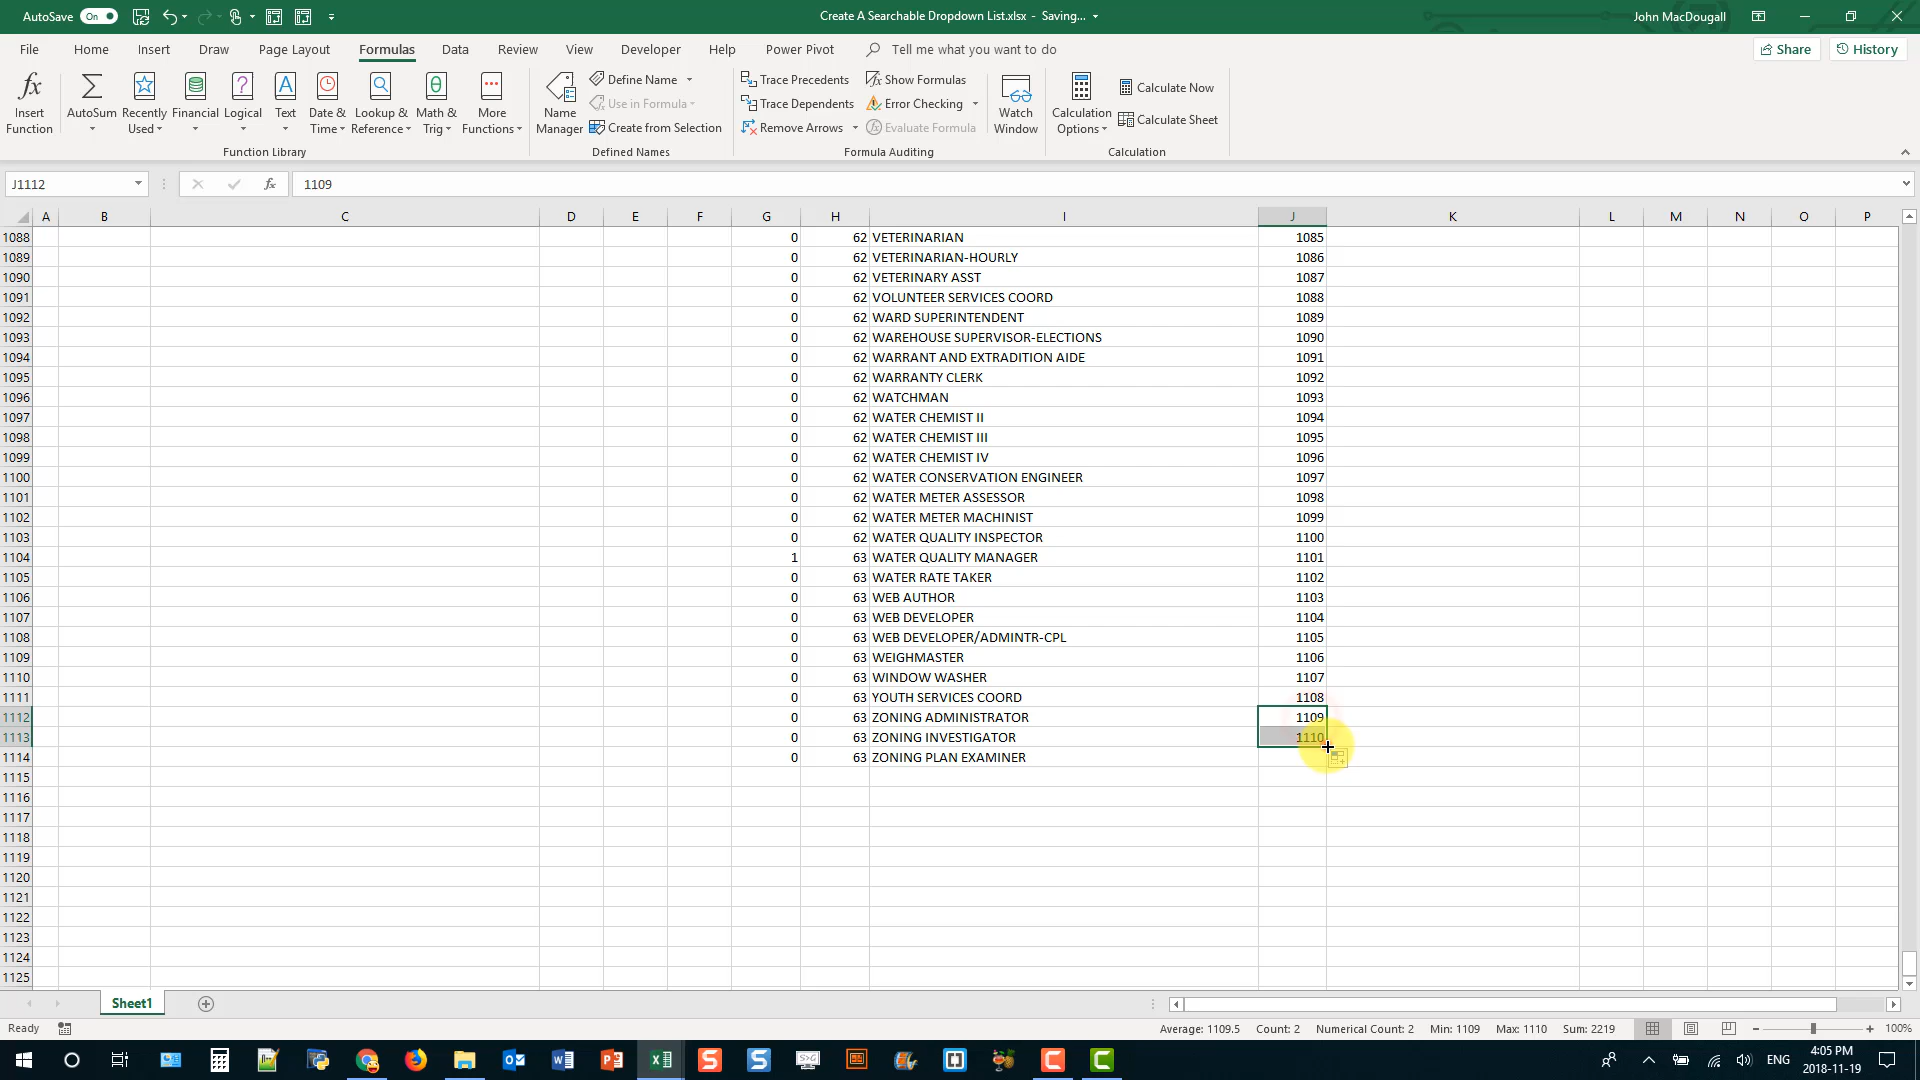 AutoSave On Create A Searchable Dropdown List.xlsx - Saving... John MacDougall
File Home Insert Draw Page Layout Formulas Data Review View Developer Help Power Pivot Tell me what you want to do Share History
Insert Function AutoSum Recently Used Financial Logical Text Date & Time Lookup & Reference Math & Trig More Functions
Function Library
Name Manager Define Name Use in Formula Create from Selection
Defined Names
Trace Precedents Trace Dependents Remove Arrows Show Formulas Error Checking Evaluate Formula Watch Window
Formula Auditing
Calculation Options Calculate Now Calculate Sheet
Calculation
J1112 fx 1109
A B C D E F G H I J K L M N O P
1088 0 62 VETERINARIAN 1085
1089 0 62 VETERINARIAN-HOURLY 1086
1090 0 62 VETERINARY ASST 1087
1091 0 62 VOLUNTEER SERVICES COORD 1088
1092 0 62 WARD SUPERINTENDENT 1089
1093 0 62 WAREHOUSE SUPERVISOR-ELECTIONS 1090
1094 0 62 WARRANT AND EXTRADITION AIDE 1091
1095 0 62 WARRANTY CLERK 1092
1096 0 62 WATCHMAN 1093
1097 0 62 WATER CHEMIST II 1094
1098 0 62 WATER CHEMIST III 1095
1099 0 62 WATER CHEMIST IV 1096
1100 0 62 WATER CONSERVATION ENGINEER 1097
1101 0 62 WATER METER ASSESSOR 1098
1102 0 62 WATER METER MACHINIST 1099
1103 0 62 WATER QUALITY INSPECTOR 1100
1104 1 63 WATER QUALITY MANAGER 1101
1105 0 63 WATER RATE TAKER 1102
1106 0 63 WEB AUTHOR 1103
1107 0 63 WEB DEVELOPER 1104
1108 0 63 WEB DEVELOPER/ADMINTR-CPL 1105
1109 0 63 WEIGHMASTER 1106
1110 0 63 WINDOW WASHER 1107
1111 0 63 YOUTH SERVICES COORD 1108
1112 0 63 ZONING ADMINISTRATOR 1109
1113 0 63 ZONING INVESTIGATOR 1110
1114 0 63 ZONING PLAN EXAMINER
1115
1116
1117
1118
1119
1120
1121
1122
1123
1124
1125
Sheet1
Ready Average: 1109.5 Count: 2 Numerical Count: 2 Min: 1109 Max: 1110 Sum: 2219 100%
ENG 4:05 PM
2018-11-19